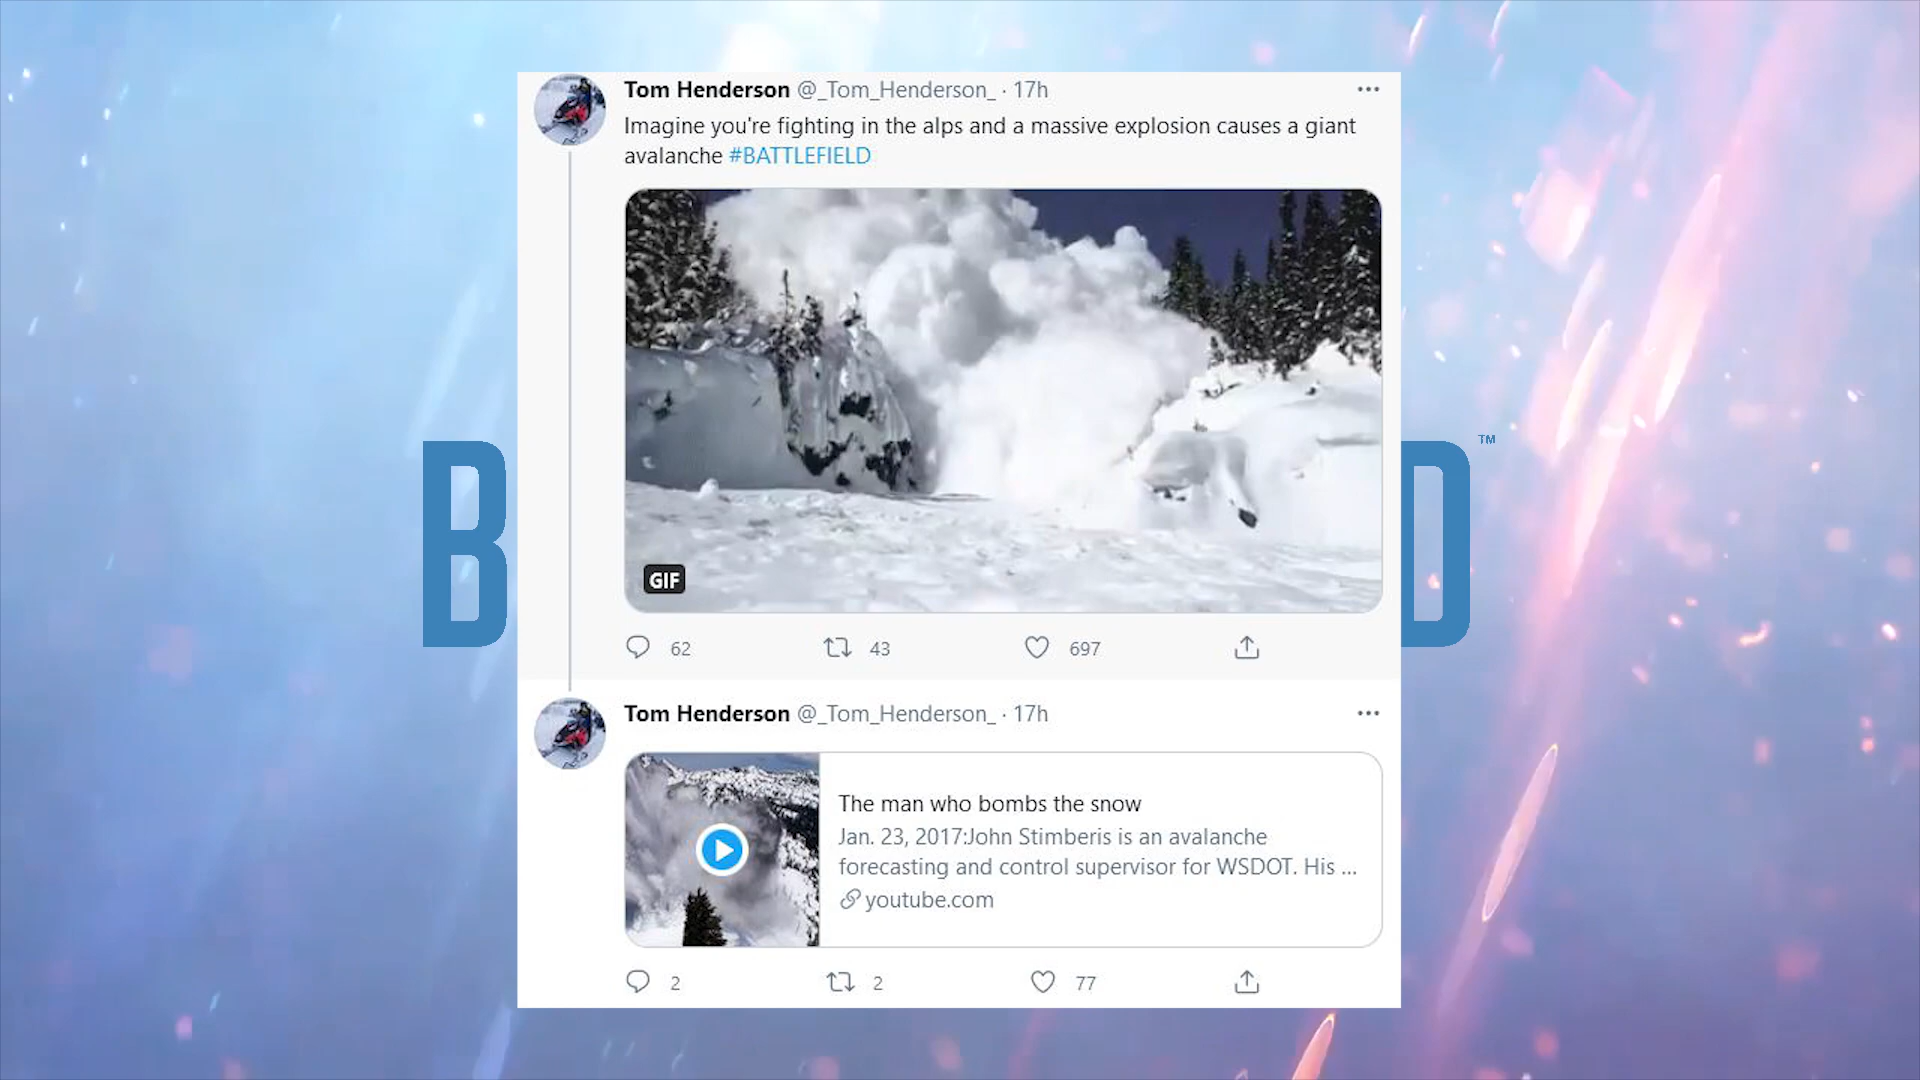 Tom Henderson @_Tom_Henderson_ · 17h
Imagine you're fighting in the alps and a massive explosion causes a giant
avalanche #BATTLEFIELD
GIF
62 43 697
B D ™
Tom Henderson @_Tom_Henderson_ · 17h
The man who bombs the snow
Jan. 23, 2017:John Stimberis is an avalanche
forecasting and control supervisor for WSDOT. His ...
youtube.com
2 2 77